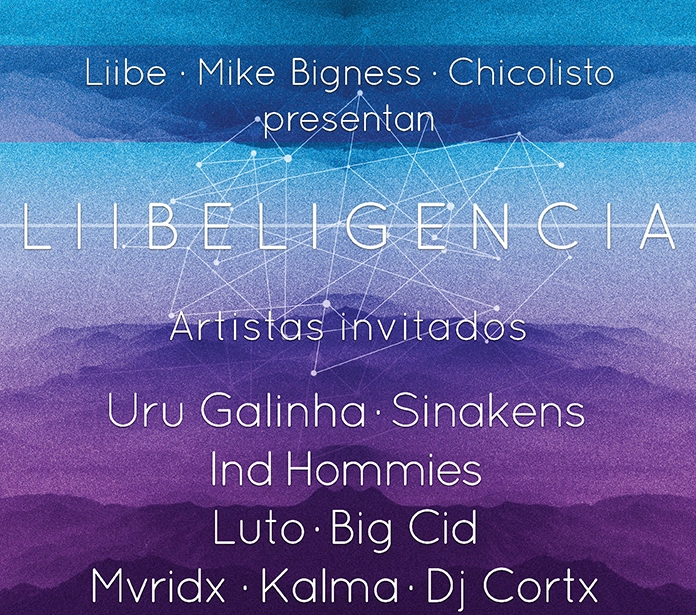 Liibe · Mike Bigness · Chicolisto
presentan
LIIBELIGENCIA
Artistas invitados
Uru Galinha · Sinakens
Ind Hommies
Luto · Big Cid
Mvridx · Kalma · Dj Cortx